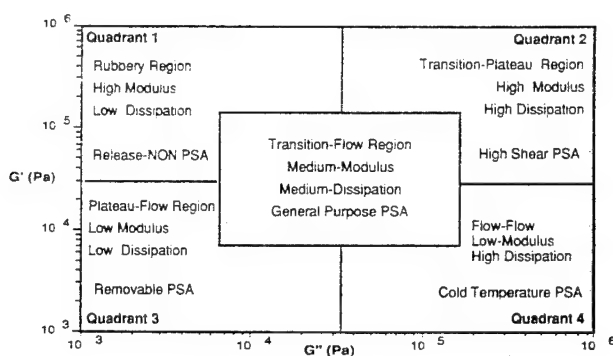 10^6
Quadrant 1
Rubbery Region
High Modulus
Low Dissipation
Release-NON PSA
Quadrant 2
Transition-Plateau Region
High Modulus
High Dissipation
High Shear PSA
10^5
G' (Pa)
Transition-Flow Region
Medium-Modulus
Medium-Dissipation
General Purpose PSA
10^4
Plateau-Flow Region
Low Modulus
Low Dissipation
Removable PSA
Quadrant 3
Flow-Flow
Low-Modulus
High Dissipation
Cold Temperature PSA
Quadrant 4
10^3
10^3
10^4
10^5
10^6
G" (Pa)